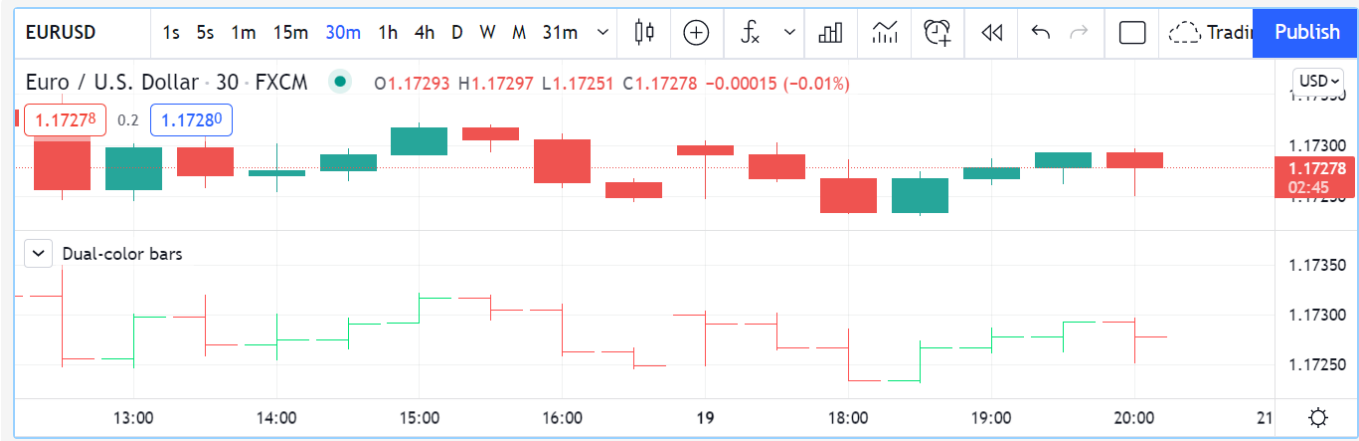 EURUSD 1s 5s 1m 15m 30m 1h 4h D W M 31m fx Publish
Euro / U.S. Dollar · 30 · FXCM O1.17293 H1.17297 L1.17251 C1.17278 −0.00015 (−0.01%) USD
1.17278 0.2 1.17280
1.17300
1.17278
02:45
1.17250
Dual-color bars
1.17350
1.17300
1.17250
13:00 14:00 15:00 16:00 19 18:00 19:00 20:00 21